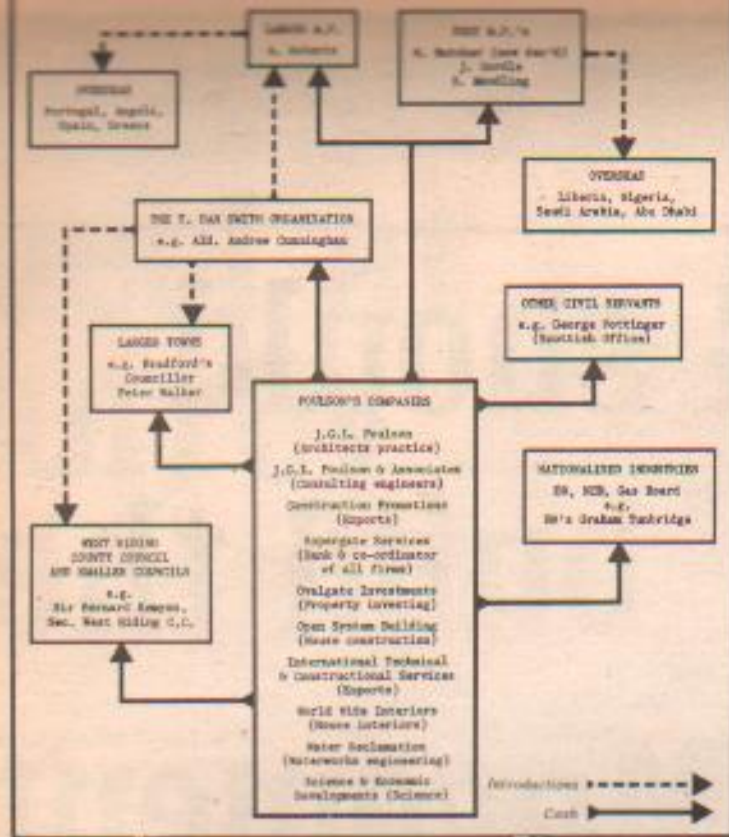 LABOUR M.P.
A. Roberts
TORY M.P.'s
J. Cordle
R. Maudling
OVERSEAS
Portugal, Angola,
Spain, Greece
OVERSEAS
Liberia, Nigeria,
Saudi Arabia, Abu Dhabi
THE T. DAN SMITH ORGANISATION
e.g. Ald. Andrew Cunningham
OTHER CIVIL SERVANTS
e.g. George Pottinger
(Scottish Office)
LARGER TOWNS
e.g. Bradford's
Councillor
Peter Walker
POULSON'S COMPANIES
J.G.L. Poulson
(Architects practice)
J.G.L. Poulson & Associates
(Consulting engineers)
Construction Promotions
(Exports)
Ropergate Services
(Bank & co-ordinator
of all firms)
Ovalgate Investments
(Property investing)
Open System Building
(House construction)
International Technical
& Constructional Services
(Exports)
World Wide Interiors
(House interiors)
Water Reclamation
(Waterworks engineering)
Science & Economic
Developments (Science)
NATIONALISED INDUSTRIES
BR, NCB, Gas Board
e.g.
BR's Graham Tunbridge
WEST RIDING
COUNTY COUNCIL
AND SMALLER COUNCILS
e.g.
Sir Bernard Kenyon,
Sec. West Riding C.C.
Introductions
Cash